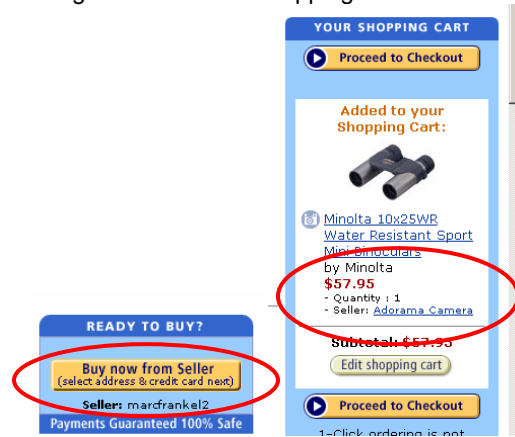 YOUR SHOPPING CART
Proceed to Checkout
Added to your
Shopping Cart:
Minolta 10x25WR
Water Resistant Sport
Mini Binoculars
by Minolta
$57.95
- Quantity : 1
- Seller: Adorama Camera
Subtotal: $57.95
Edit shopping cart
Proceed to Checkout
1-Click ordering is not
READY TO BUY?
Buy now from Seller
(select address & credit card next)
Seller: marcfrankel2
Payments Guaranteed 100% Safe